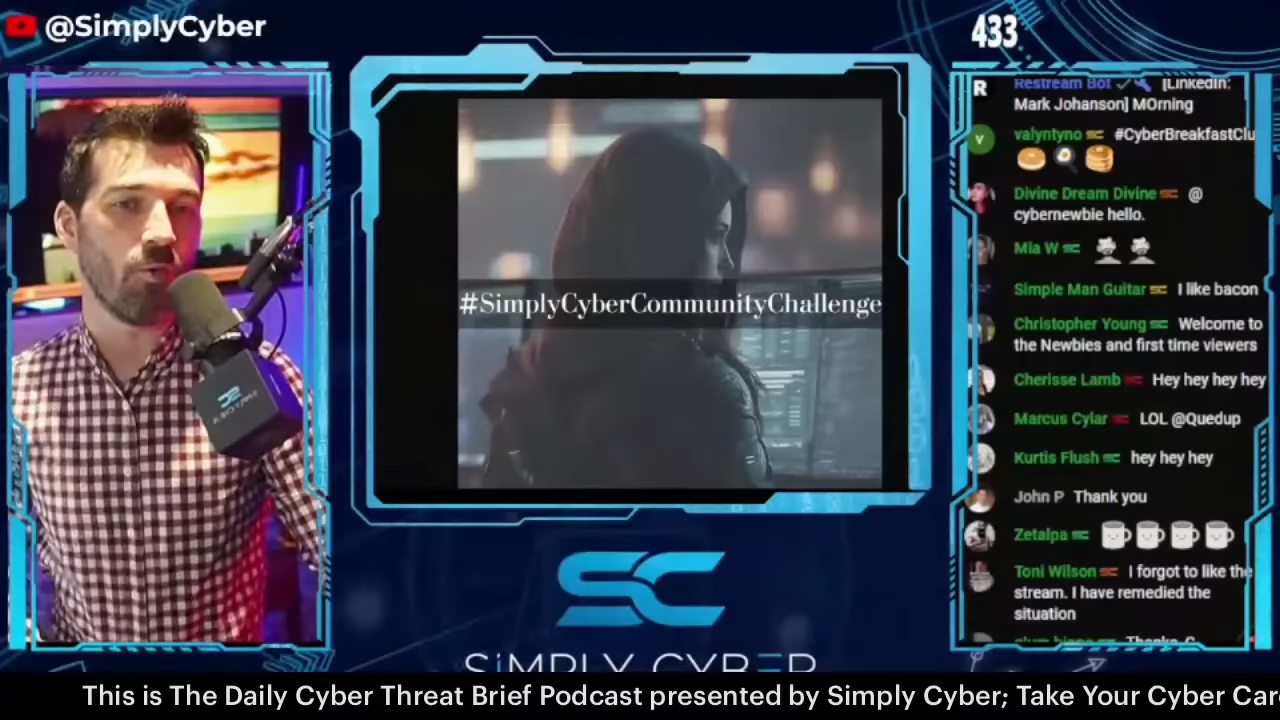 @SimplyCyber
433
#SimplyCyberCommunityChallenge
Restream Bot [LinkedIn:
Mark Johanson] MOrning
valyntyno #CyberBreakfastClu
Divine Dream Divine @
cybernewbie hello.
Mia W
Simple Man Guitar I like bacon
Christopher Young Welcome to
the Newbies and first time viewers
Cherisse Lamb Hey hey hey hey
Marcus Cylar LOL @Quedup
Kurtis Flush hey hey hey
John P Thank you
Zetalpa
Toni Wilson I forgot to like the
stream. I have remedied the
situation
SC
SiMPLY CYBER
This is The Daily Cyber Threat Brief Podcast presented by Simply Cyber; Take Your Cyber Car